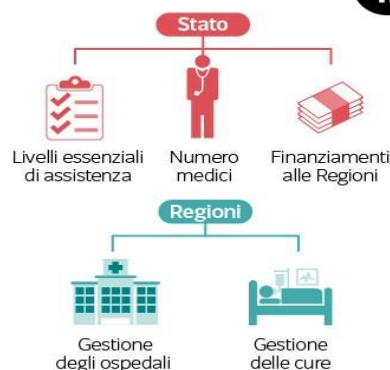 Stato
Livelli essenziali
di assistenza
Numero
medici
Finanziamenti
alle Regioni
Regioni
Gestione
degli ospedali
Gestione
delle cure